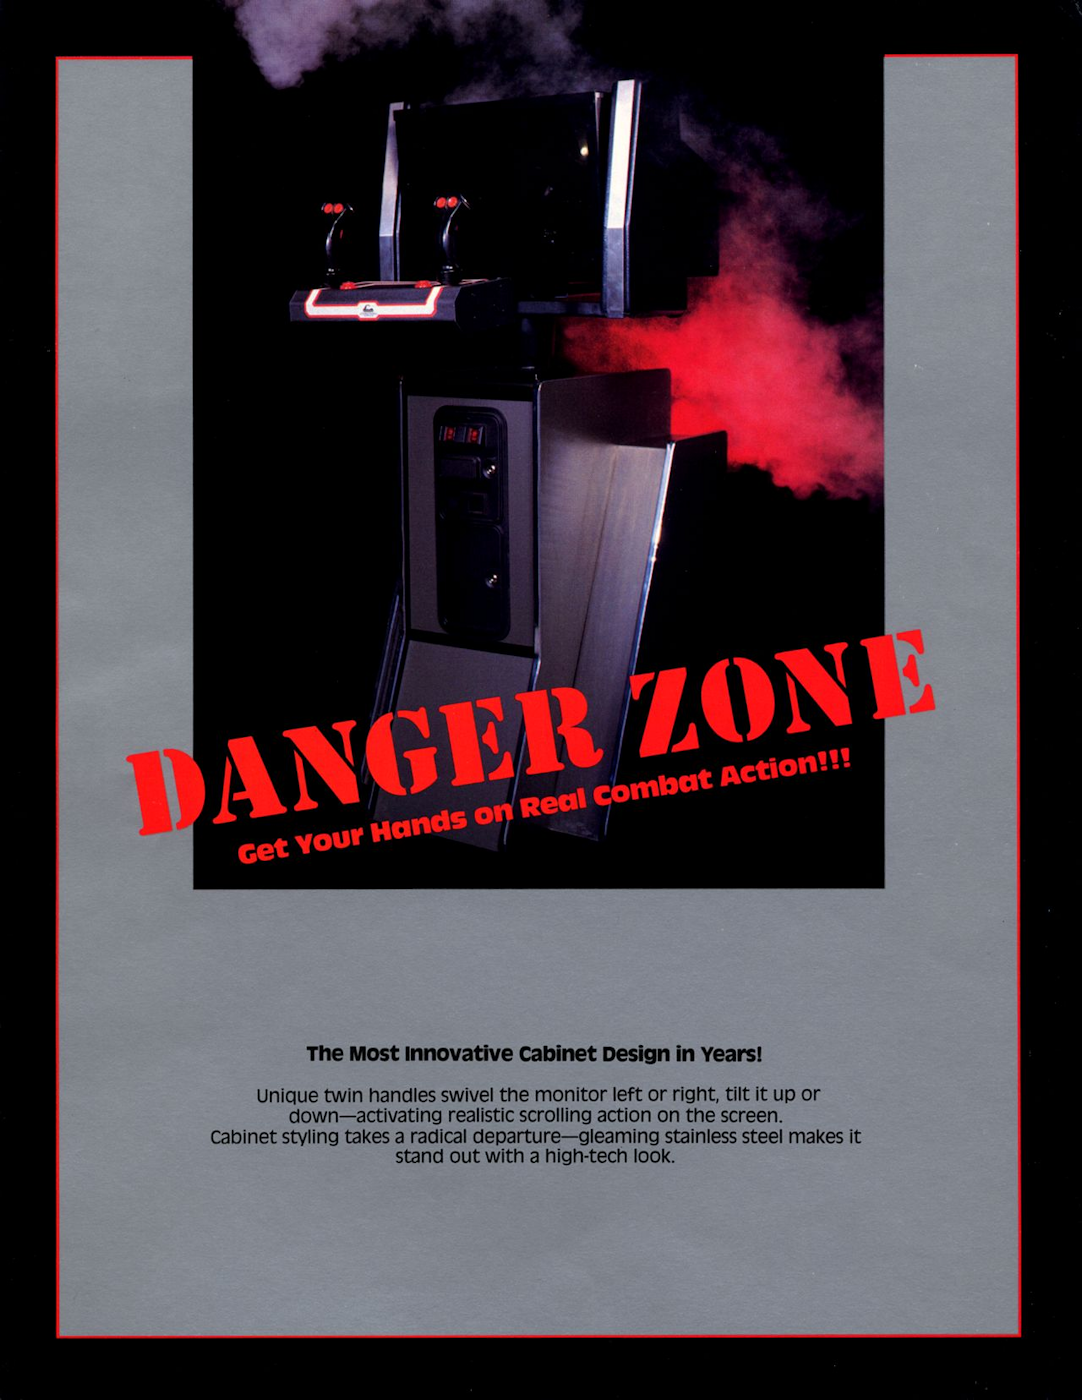 DANGER ZONE
Get Your Hands on Real Combat Action!!!
The Most Innovative Cabinet Design in Years!
Unique twin handles swivel the monitor left or right, tilt it up or
down—activating realistic scrolling action on the screen.
Cabinet styling takes a radical departure—gleaming stainless steel makes it
stand out with a high-tech look.